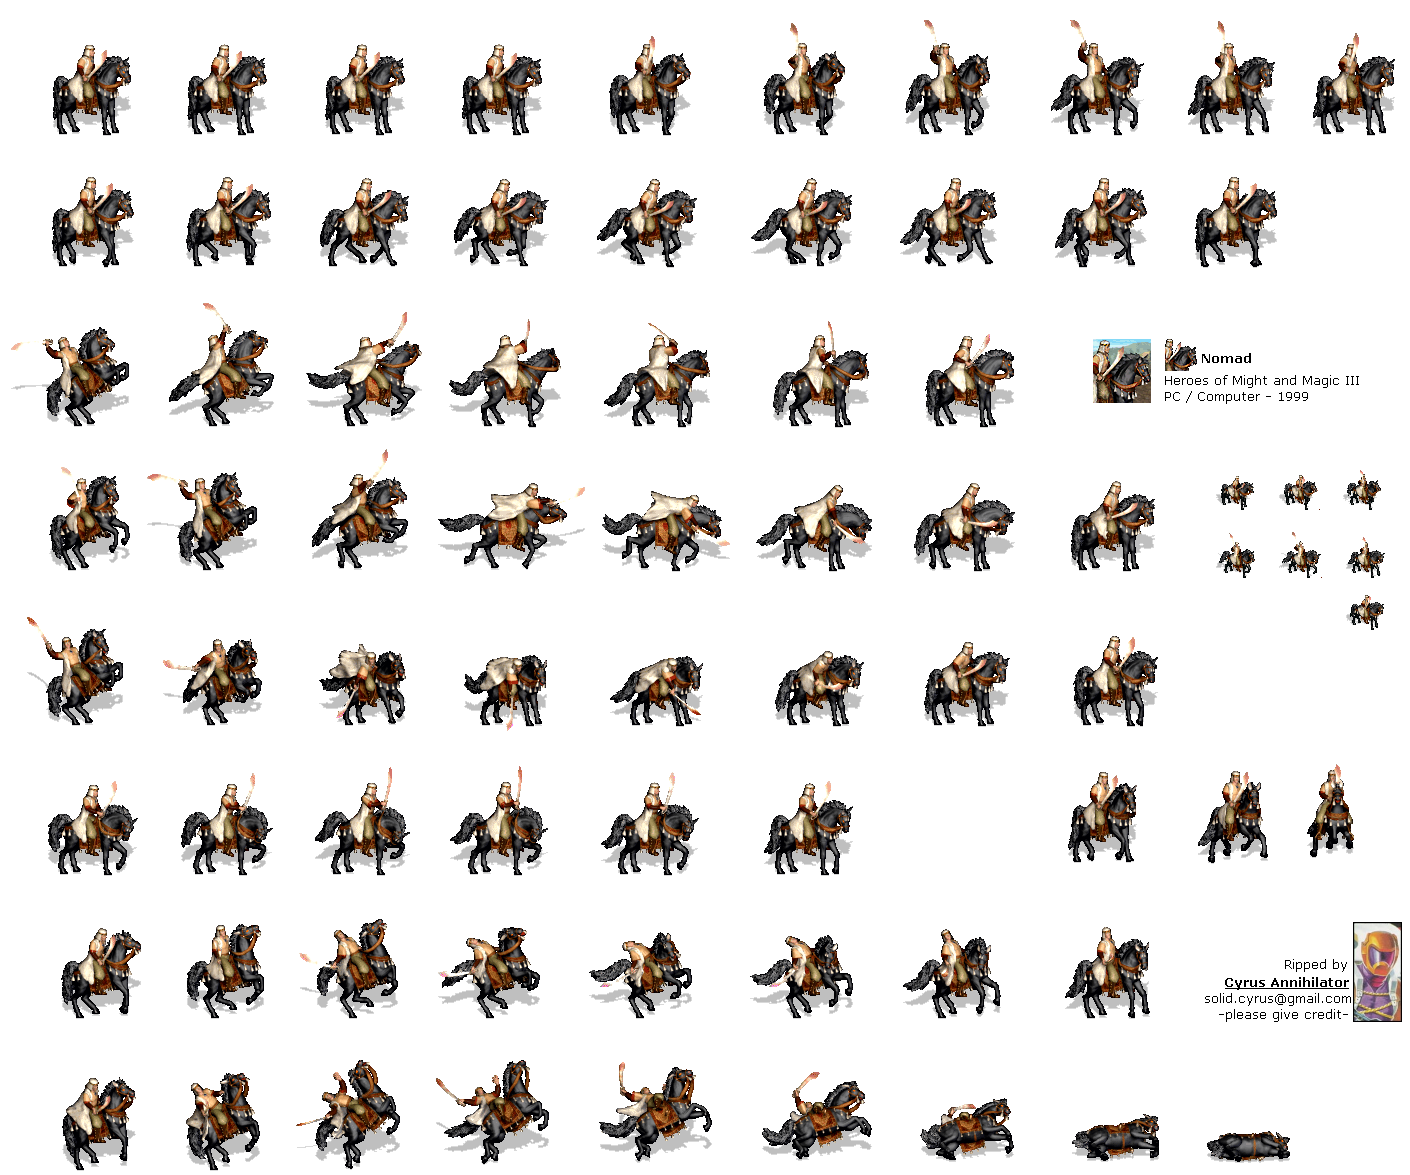 Nomad
Heroes of Might and Magic III
PC / Computer - 1999
Ripped by
Cyrus Annihilator
solid.cyrus@gmail.com
-please give credit-